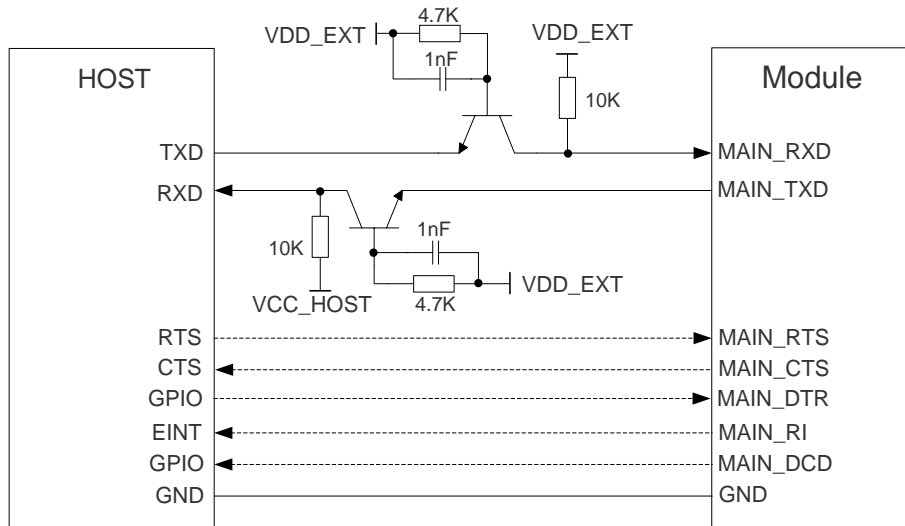 4.7K
VDD_EXT
VDD_EXT
1nF
HOST
Module
10K
TXD
MAIN_RXD
RXD
MAIN_TXD
1nF
10K
VDD_EXT
4.7K
VCC_HOST
RTS
MAIN_RTS
CTS
MAIN_CTS
GPIO
MAIN_DTR
EINT
MAIN_RI
GPIO
MAIN_DCD
GND
GND